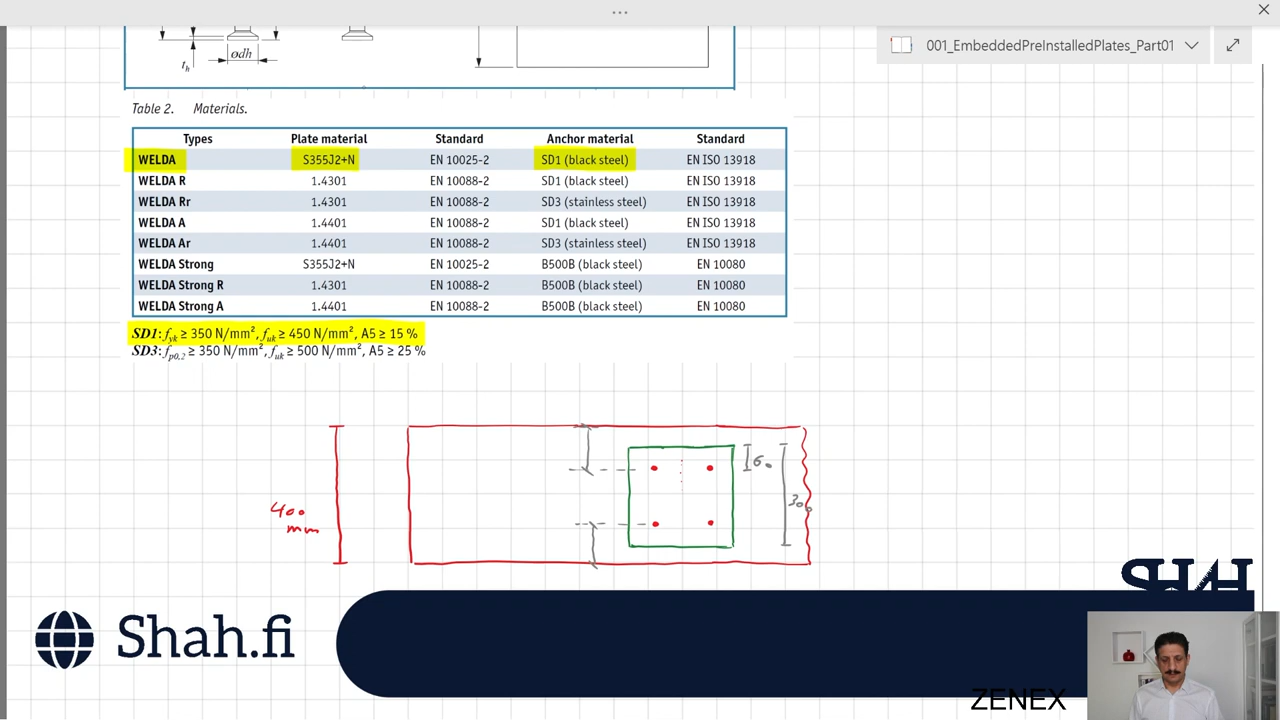 001_EmbeddedPreInstalledPlates_Part01
ødh
th
Table 2. Materials.
Types Plate material Standard Anchor material Standard
WELDA S355J2+N EN 10025-2 SD1 (black steel) EN ISO 13918
WELDA R 1.4301 EN 10088-2 SD1 (black steel) EN ISO 13918
WELDA Rr 1.4301 EN 10088-2 SD3 (stainless steel) EN ISO 13918
WELDA A 1.4401 EN 10088-2 SD1 (black steel) EN ISO 13918
WELDA Ar 1.4401 EN 10088-2 SD3 (stainless steel) EN ISO 13918
WELDA Strong S355J2+N EN 10025-2 B500B (black steel) EN 10080
WELDA Strong R 1.4301 EN 10088-2 B500B (black steel) EN 10080
WELDA Strong A 1.4401 EN 10088-2 B500B (black steel) EN 10080
SD1: fyk ≥ 350 N/mm², fuk ≥ 450 N/mm², A5 ≥ 15 %
SD3: fp0,2 ≥ 350 N/mm², fuk ≥ 500 N/mm², A5 ≥ 25 %
60
300
400
mm
SHAH
Shah.fi
ZENEX